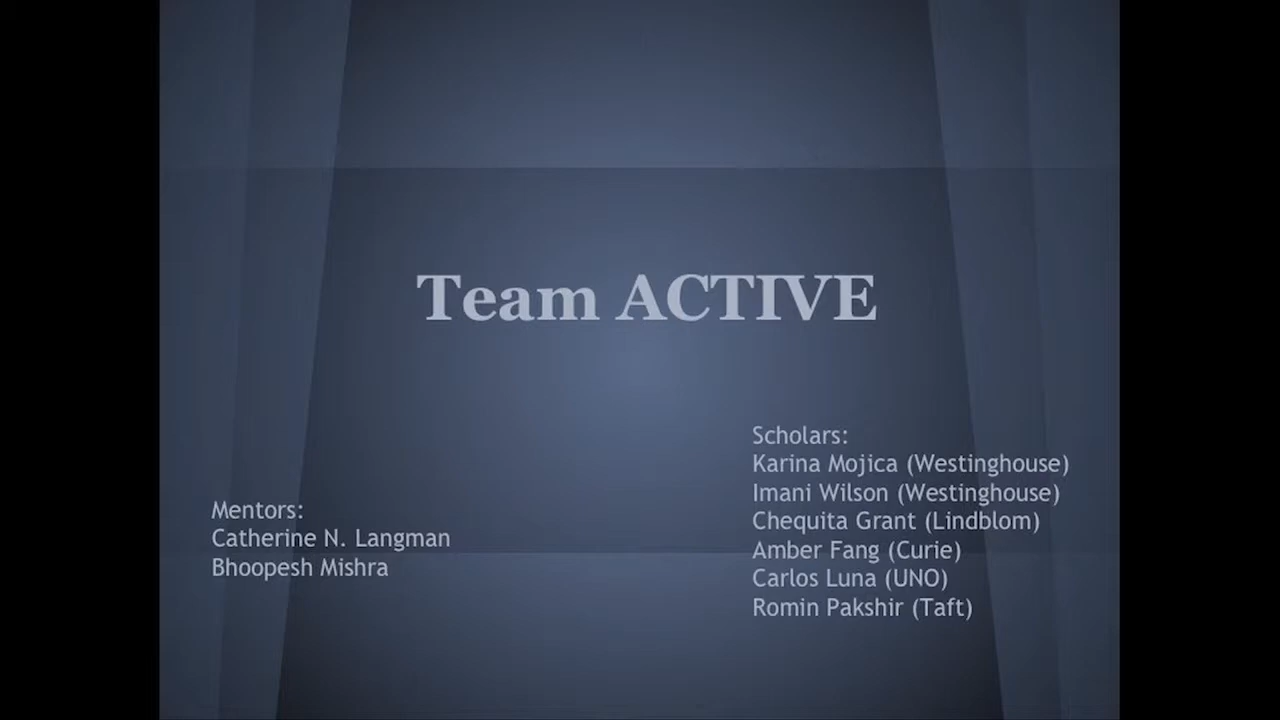 Team ACTIVE
Mentors:
Catherine N. Langman
Bhoopesh Mishra
Scholars:
Karina Mojica (Westinghouse)
Imani Wilson (Westinghouse)
Chequita Grant (Lindblom)
Amber Fang (Curie)
Carlos Luna (UNO)
Romin Pakshir (Taft)